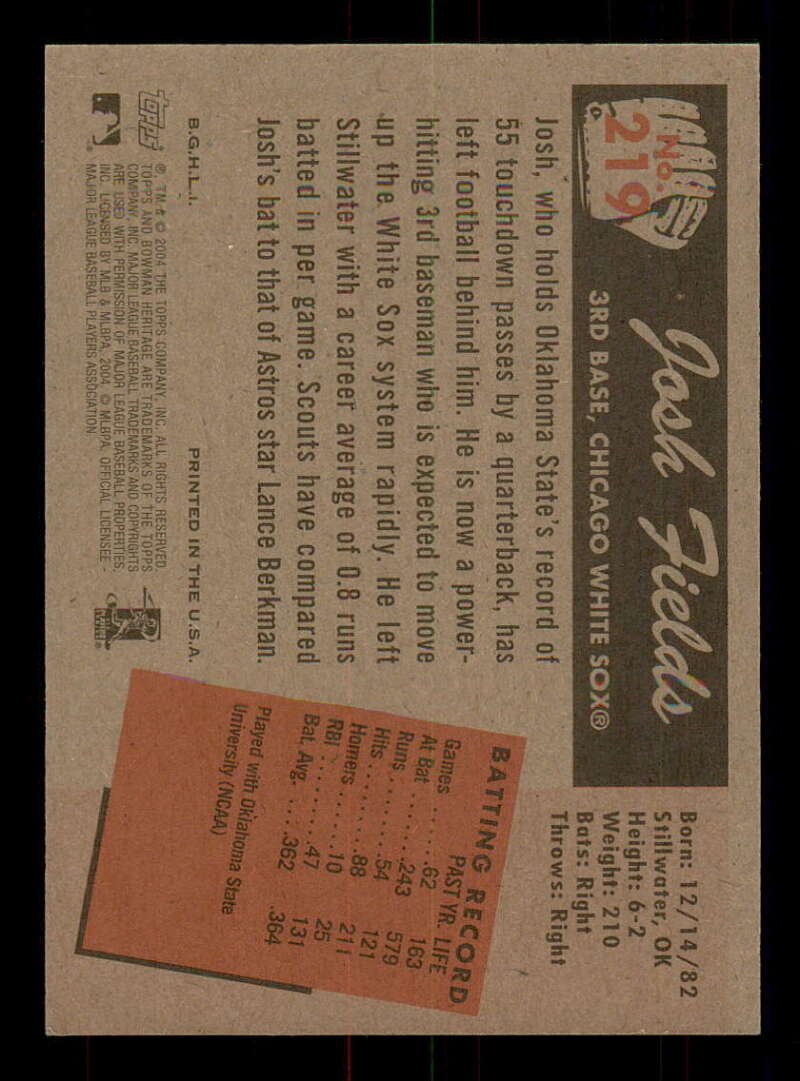 No.
219
Josh Fields
3RD BASE, CHICAGO WHITE SOX®
Born: 12/14/82
Stillwater, OK
Height: 6-2
Weight: 210
Bats: Right
Throws: Right
Josh, who holds Oklahoma State's record of
55 touchdown passes by a quarterback, has
left football behind him. He is now a power-
hitting 3rd baseman who is expected to move
up the White Sox system rapidly. He left
Stillwater with a career average of 0.8 runs
batted in per game. Scouts have compared
Josh's bat to that of Astros star Lance Berkman.
BATTING RECORD
PAST YR. LIFE
Games ......62 163
At Bat ......243 579
Runs ......54 121
Hits ......88 211
Homers ......10 25
RBI ......47 131
Bat. Avg. ....362 .364
Played with Oklahoma State
University (NCAA)
B.G.H.L.I. PRINTED IN THE U.S.A.
Topps
®, TM & © 2004 THE TOPPS COMPANY, INC. ALL RIGHTS RESERVED.
TOPPS AND BOWMAN HERITAGE ARE TRADEMARKS OF THE TOPPS
COMPANY, INC. MAJOR LEAGUE BASEBALL TRADEMARKS AND COPYRIGHTS
ARE USED WITH PERMISSION OF MAJOR LEAGUE BASEBALL PROPERTIES,
INC. LICENSED BY MLB & MLBPA, 2004 © MLBPA. OFFICIAL LICENSEE -
MAJOR LEAGUE BASEBALL PLAYERS ASSOCIATION